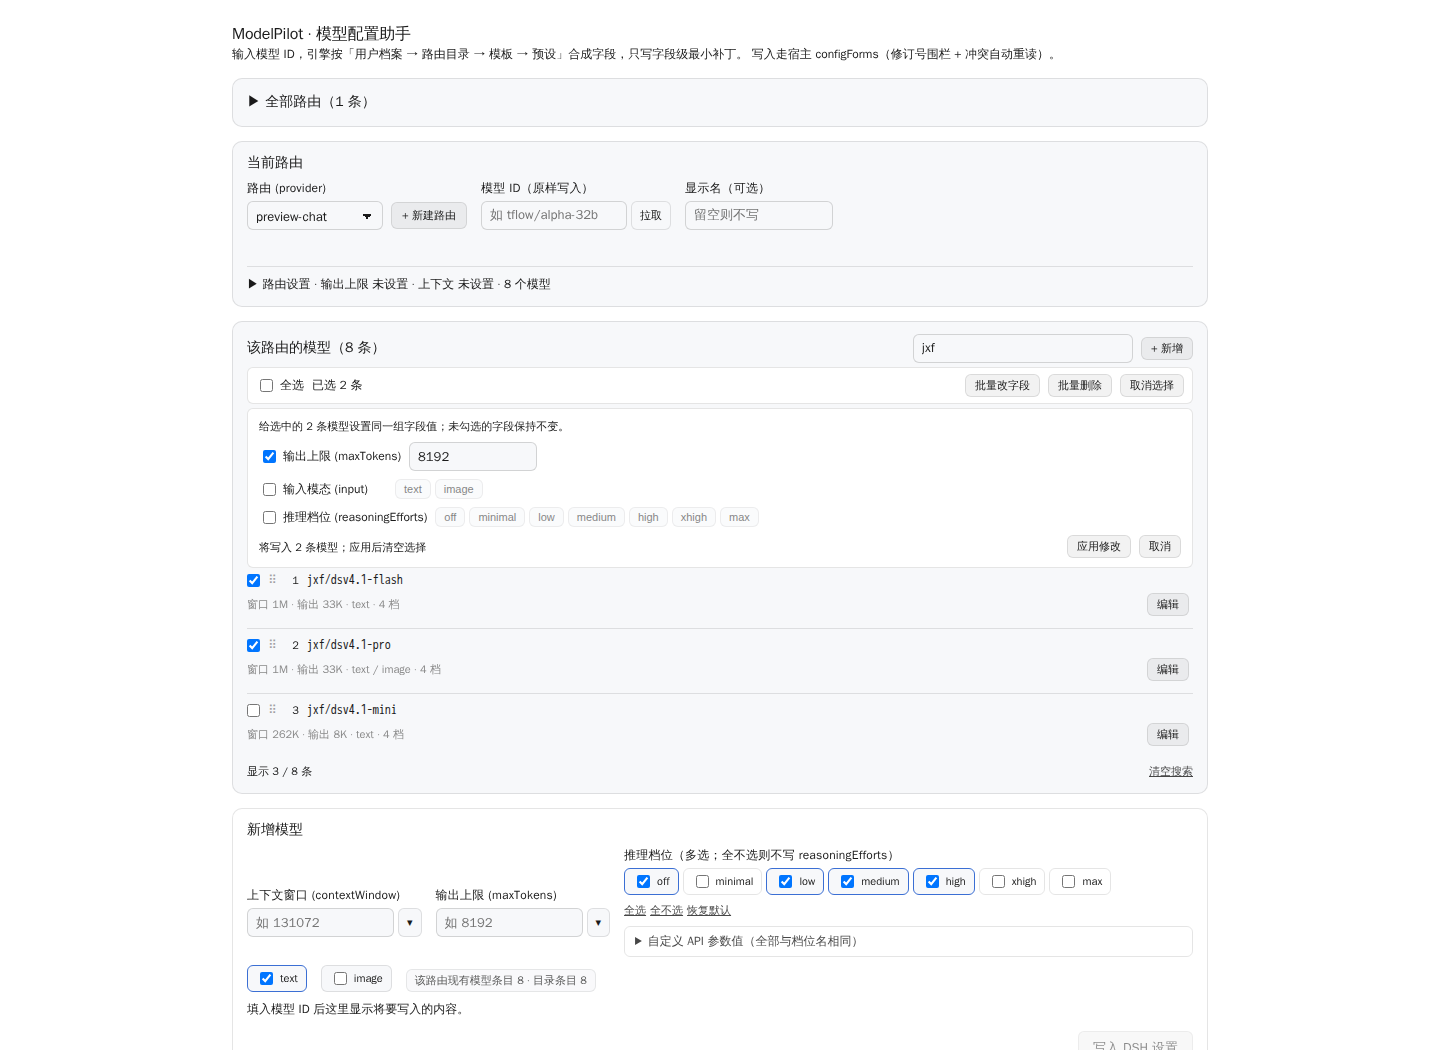 ModelPilot · 模型配置助手
输入模型 ID，引擎按「用户档案 → 路由目录 → 模板 → 预设」合成字段，只写字段级最小补丁。 写入走宿主 configForms（修订号围栏 + 冲突自动重读）。
▶ 全部路由（1 条）
当前路由
路由 (provider)
模型 ID（原样写入）
显示名（可选）
preview-chat
+ 新建路由
如 tflow/alpha-32b
拉取
留空则不写
▶ 路由设置 · 输出上限 未设置 · 上下文 未设置 · 8 个模型
该路由的模型（8 条）
jxf
+ 新增
全选 已选 2 条
批量改字段
批量删除
取消选择
给选中的 2 条模型设置同一组字段值；未勾选的字段保持不变。
输出上限 (maxTokens) 8192
输入模态 (input) text image
推理档位 (reasoningEfforts) off minimal low medium high xhigh max
将写入 2 条模型；应用后清空选择
应用修改
取消
1 jxf/dsv4.1-flash
窗口 1M · 输出 33K · text · 4 档
编辑
2 jxf/dsv4.1-pro
窗口 1M · 输出 33K · text / image · 4 档
编辑
3 jxf/dsv4.1-mini
窗口 262K · 输出 8K · text · 4 档
编辑
显示 3 / 8 条
清空搜索
新增模型
上下文窗口 (contextWindow)
如 131072
输出上限 (maxTokens)
如 8192
推理档位（多选；全不选则不写 reasoningEfforts）
off minimal low medium high xhigh max
全选 全不选 恢复默认
▶ 自定义 API 参数值（全部与档位名相同）
text image 该路由现有模型条目 8 · 目录条目 8
填入模型 ID 后这里显示将要写入的内容。
写入 DSH 设置